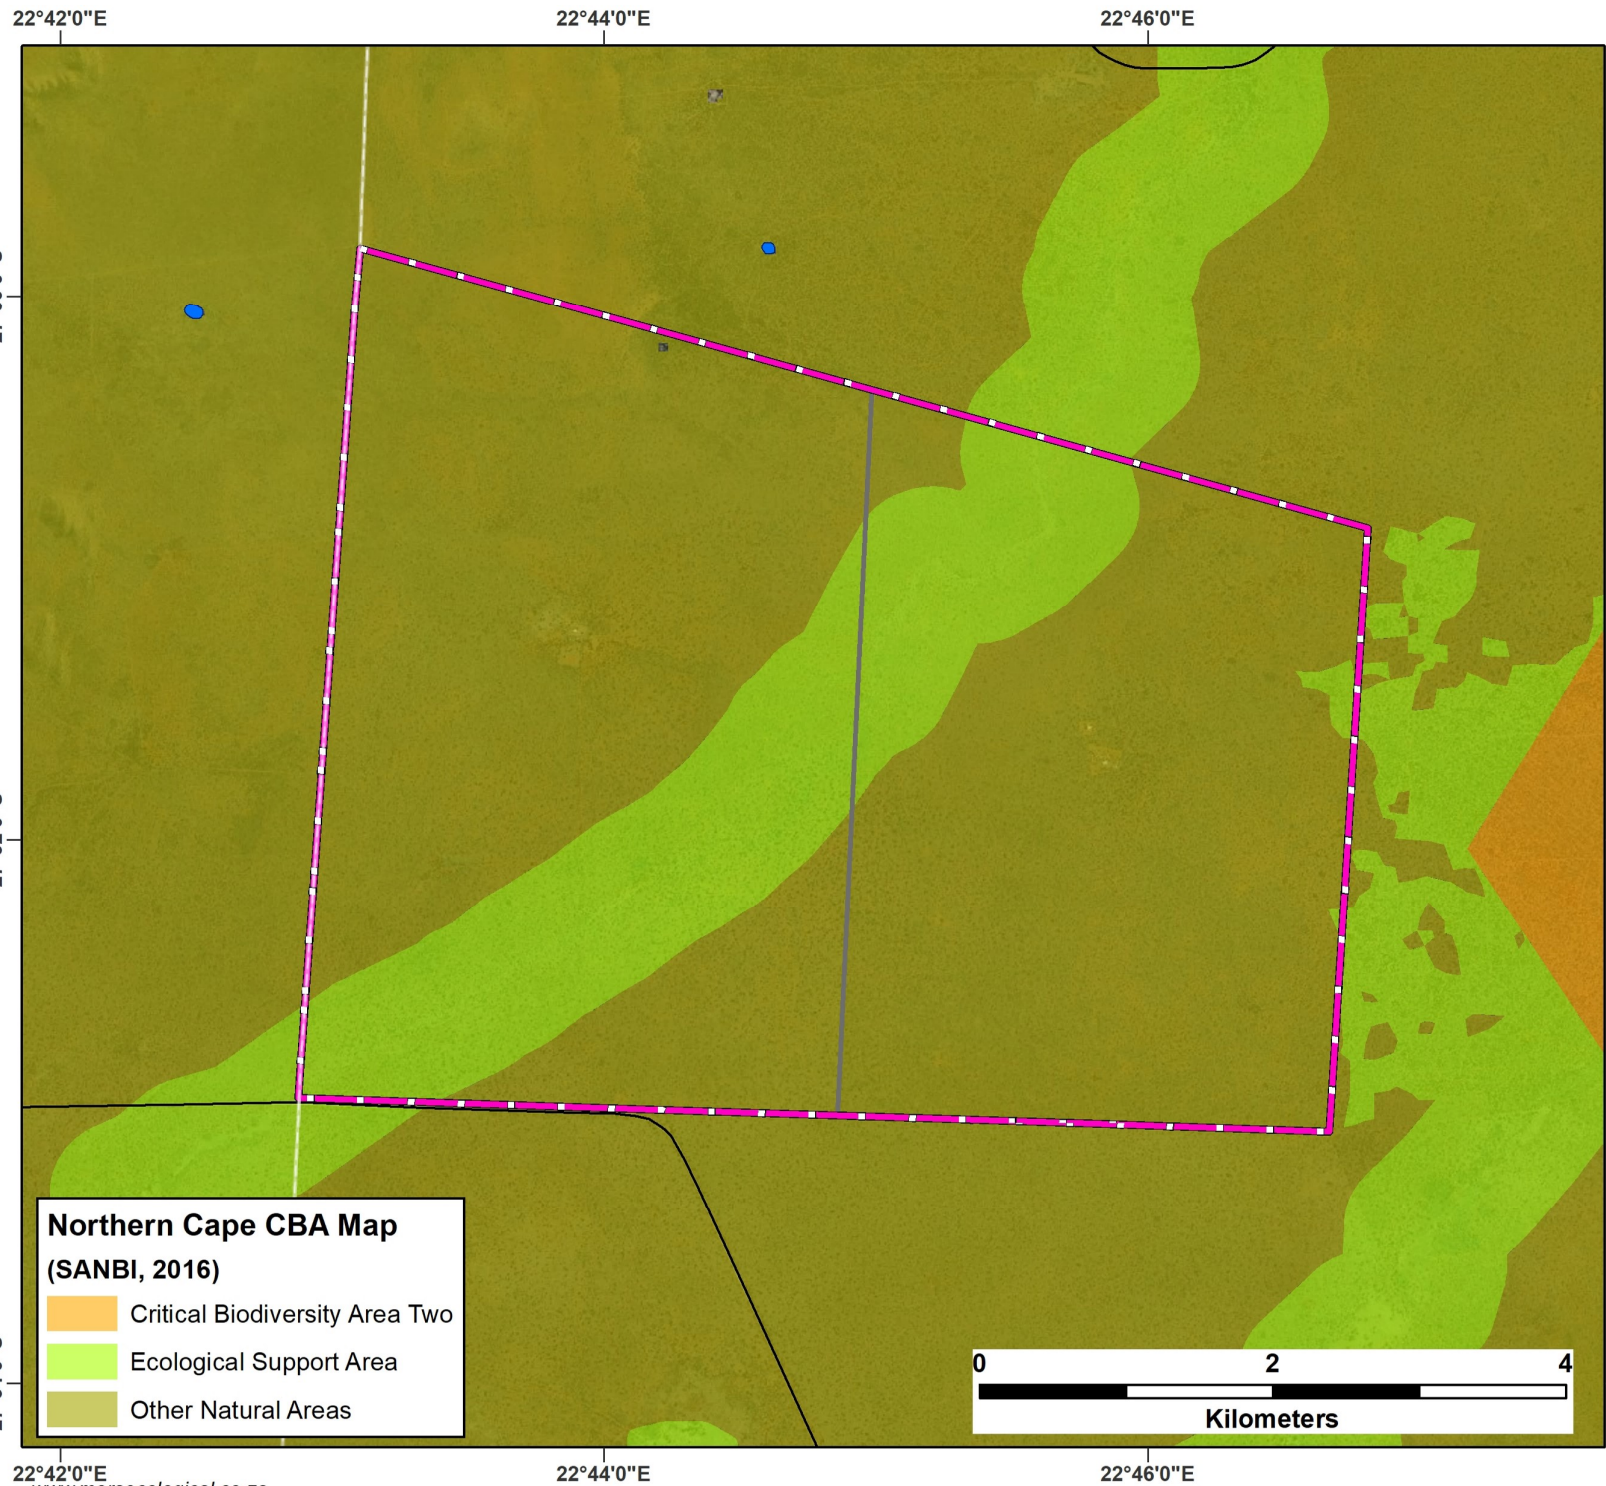 22°42'0"E 22°44'0"E 22°46'0"E
Northern Cape CBA Map
(SANBI, 2016)
Critical Biodiversity Area Two
Ecological Support Area
Other Natural Areas
0 2 4
Kilometers
22°42'0"E 22°44'0"E 22°46'0"E